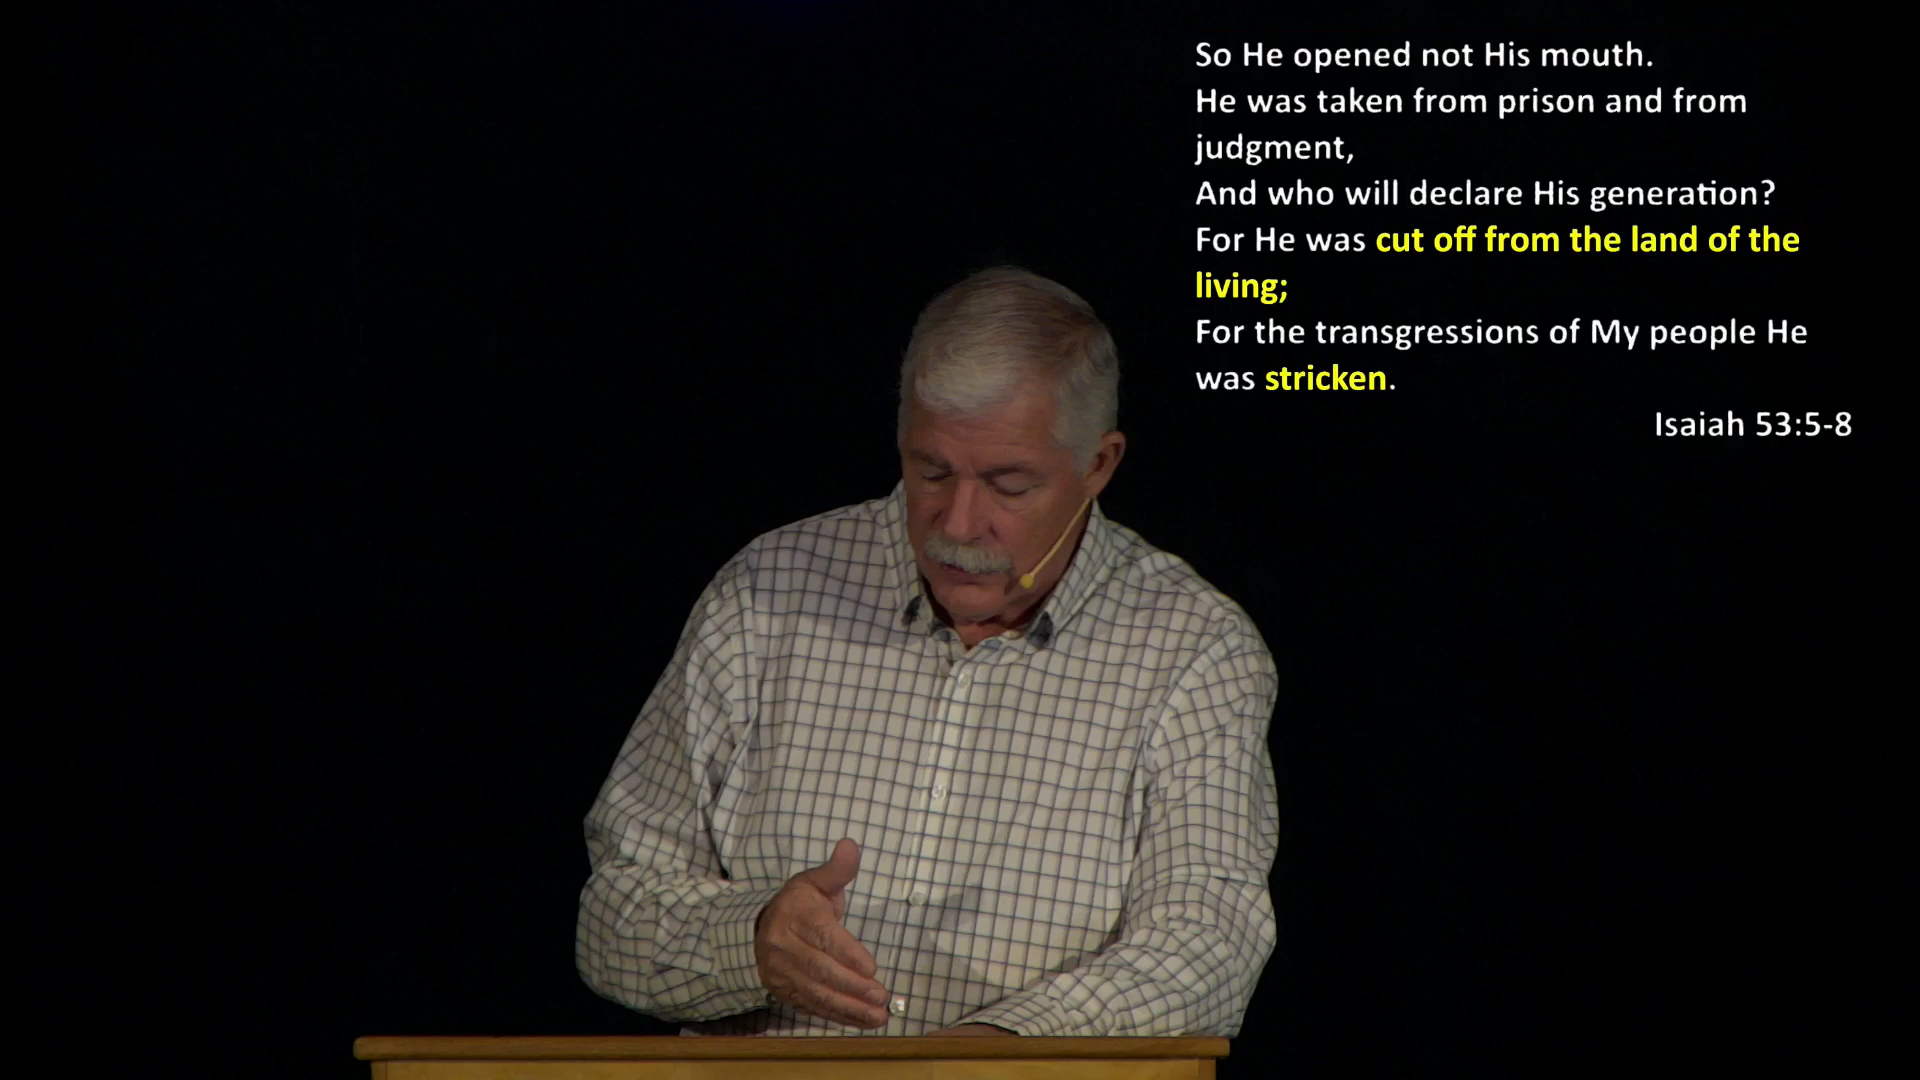 So He opened not His mouth.
He was taken from prison and from
judgment,
And who will declare His generation?
For He was cut off from the land of the
living;
For the transgressions of My people He
was stricken.
Isaiah 53:5-8